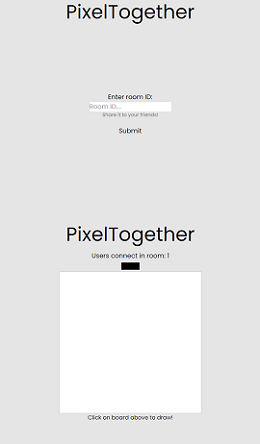 PixelTogether
Enter room ID:
Room ID...
Share it to your friends!
Submit
PixelTogether
Users connect in room: 1
Click on board above to draw!